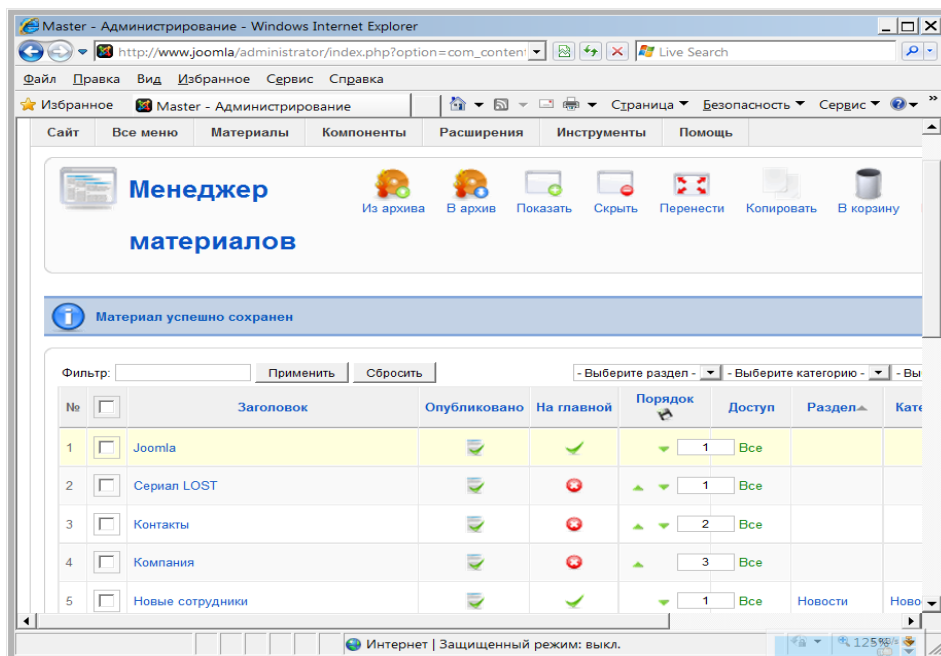 Master - Администрирование - Windows Internet Explorer
http://www.joomla/administrator/index.php?option=com_content
Live Search
Файл Правка Вид Избранное Сервис Справка
Избранное Master - Администрирование Страница Безопасность Сервис »
Сайт Все меню Материалы Компоненты Расширения Инструменты Помощь
Менеджер
материалов
Из архива В архив Показать Скрыть Перенести Копировать В корзину
Материал успешно сохранен
Фильтр: Применить Сбросить - Выберите раздел - - Выберите категорию - - Вы
№ Заголовок Опубликовано На главной Порядок Доступ Раздел Кате
1 Joomla 1 Все
2 Сериал LOST 1 Все
3 Контакты 2 Все
4 Компания 3 Все
5 Новые сотрудники 1 Все Новости Ново
Интернет | Защищенный режим: выкл. 125%